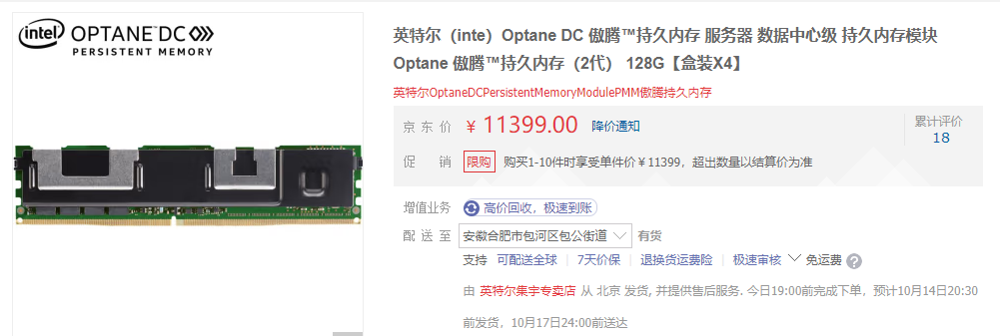 intel OPTANE™DC
PERSISTENT MEMORY
英特尔（inte）Optane DC 傲腾™持久内存 服务器 数据中心级 持久内存模块
Optane 傲腾™持久内存（2代） 128G【盒装X4】
英特尔OptaneDCPersistentMemoryModulePMM傲腾持久内存
京东价 ￥11399.00 降价通知
累计评价
18
促销 限购 购买1-10件时享受单件价￥11399，超出数量以结算价为准
增值业务 高价回收，极速到账
配送至 安徽合肥市包河区包公街道 有货
支持 可配送全球 7天价保 退换货运费险 极速审核 免运费 ?
由 英特尔集宇专卖店 从 北京 发货, 并提供售后服务. 今日19:00前完成下单，预计10月14日20:30
前发货，10月17日24:00前送达